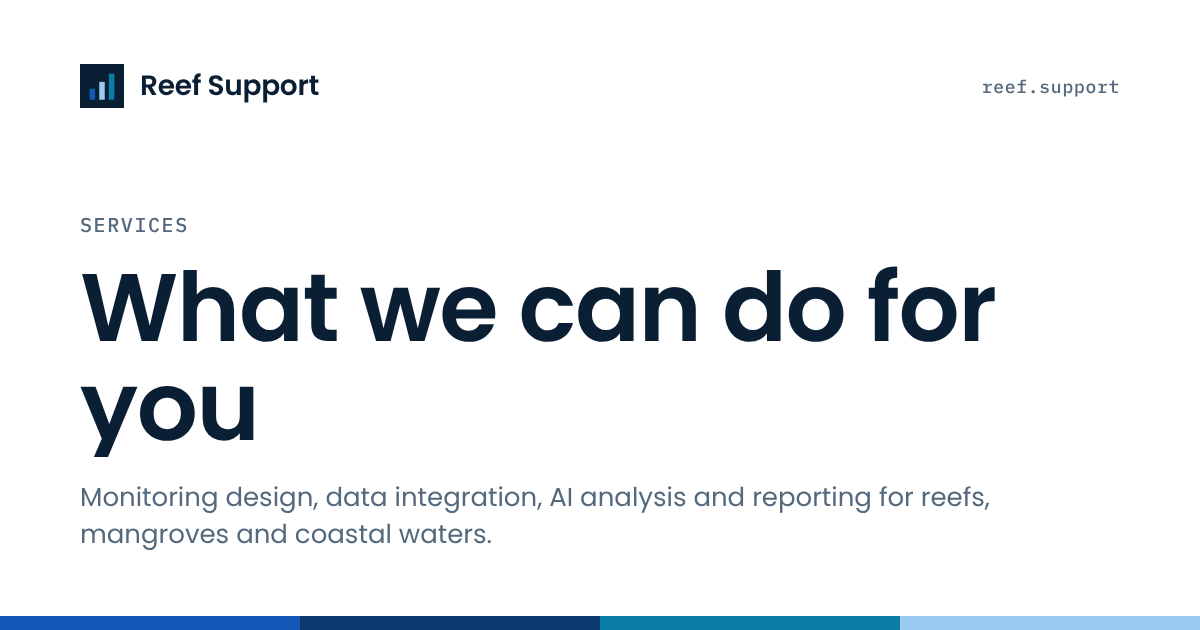 Reef Support
reef.support
SERVICES
What we can do for
you
Monitoring design, data integration, AI analysis and reporting for reefs,
mangroves and coastal waters.